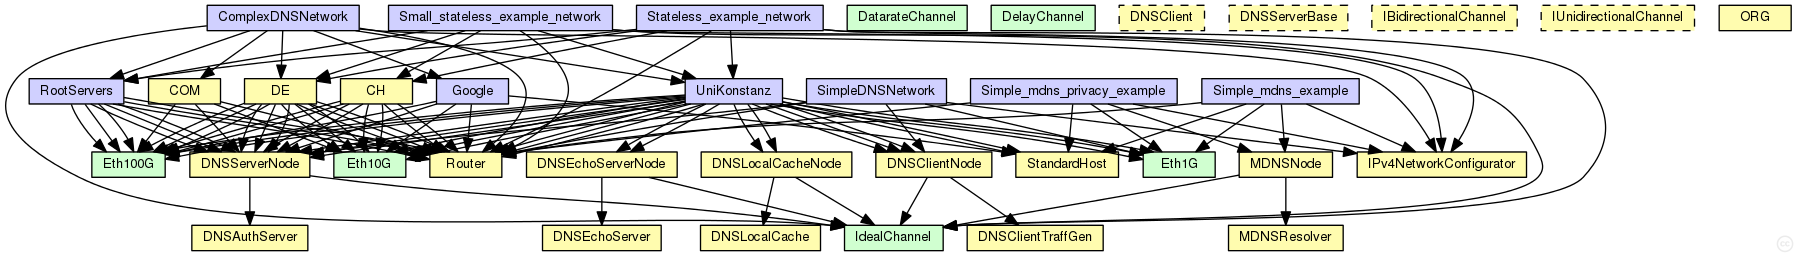 ComplexDNSNetwork
Small_stateless_example_network
Stateless_example_network
DatarateChannel
DelayChannel
DNSClient
DNSServerBase
IBidirectionalChannel
IUnidirectionalChannel
ORG
RootServers
COM
DE
CH
Google
UniKonstanz
SimpleDNSNetwork
Simple_mdns_privacy_example
Simple_mdns_example
Eth100G
DNSServerNode
Eth10G
Router
DNSEchoServerNode
DNSLocalCacheNode
DNSClientNode
StandardHost
Eth1G
MDNSNode
IPv4NetworkConfigurator
DNSAuthServer
DNSEchoServer
DNSLocalCache
IdealChannel
DNSClientTraffGen
MDNSResolver
cc